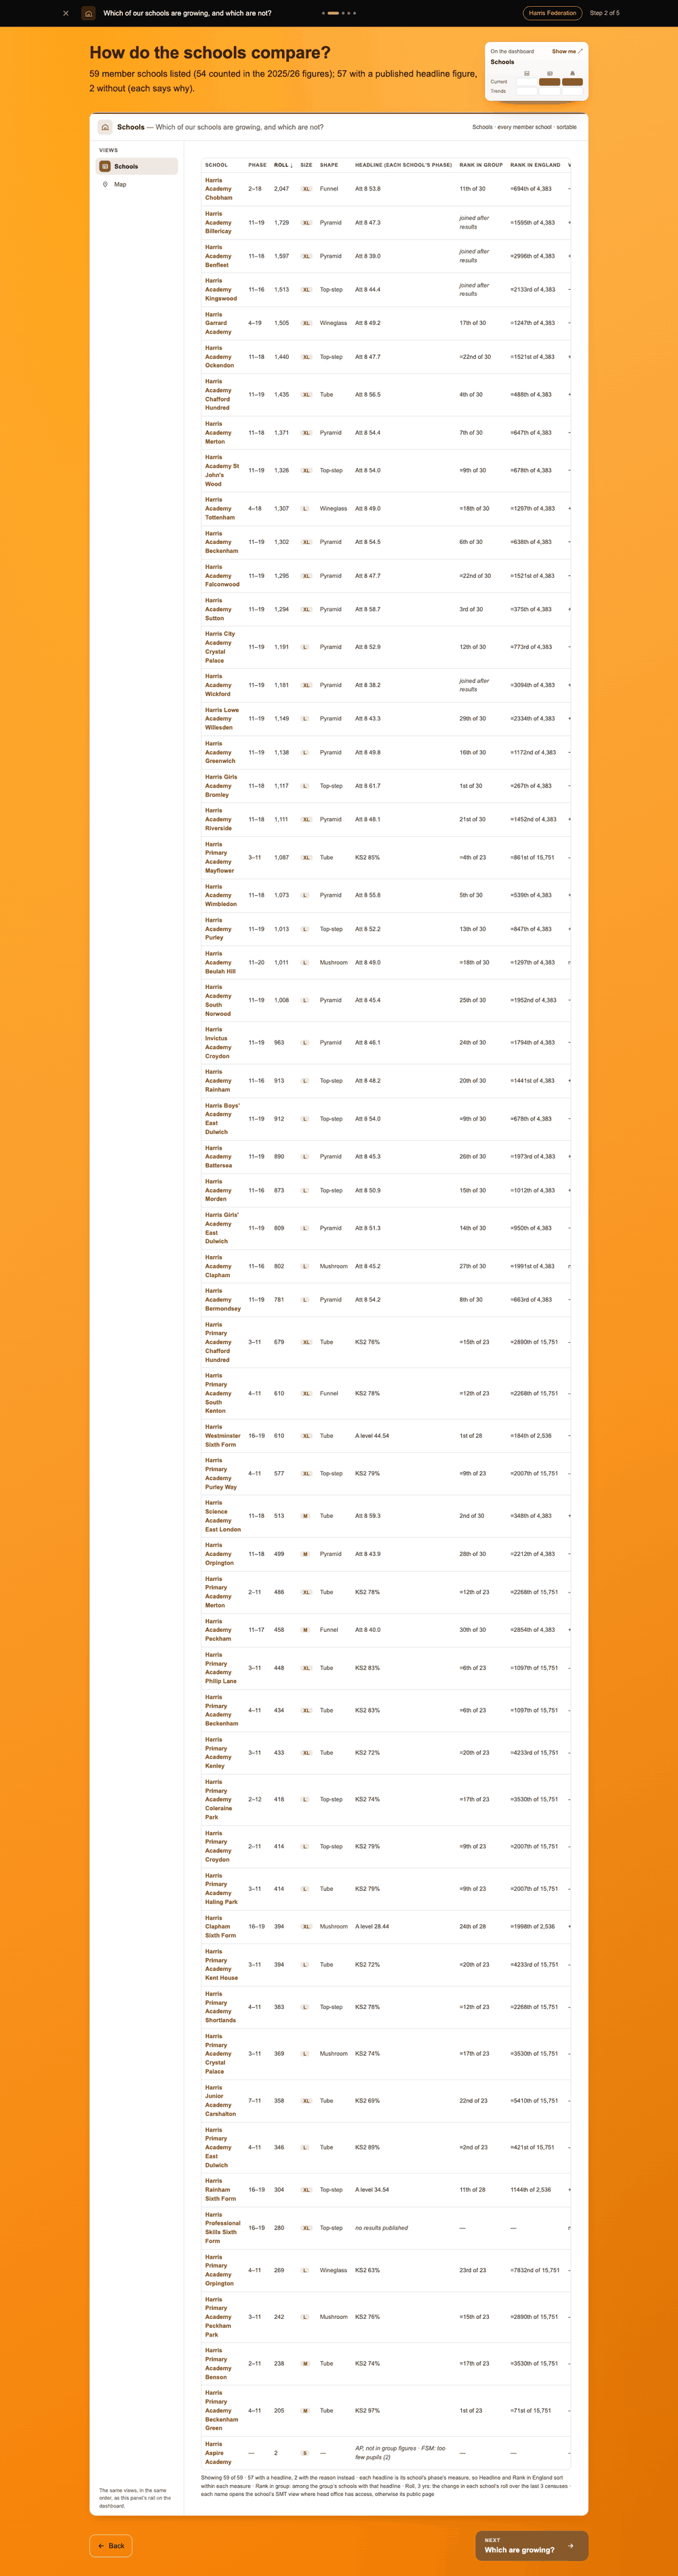 Which of our schools are growing, and which are not?
Harris Federation
Step 2 of 5
How do the schools compare?
59 member schools listed (54 counted in the 2025/26 figures); 57 with a published headline figure,
2 without (each says why).
On the dashboard
Show me
Schools
Current
Trends
Schools — Which of our schools are growing, and which are not?
Schools · every member school · sortable
VIEWS
Schools
Map
SCHOOL PHASE ROLL ↓ SIZE SHAPE HEADLINE (EACH SCHOOL'S PHASE) RANK IN GROUP RANK IN ENGLAND
Harris Academy Chobham 2–18 2,047 XL Funnel Att 8 53.8 11th of 30 =694th of 4,383
Harris Academy Billericay 11–19 1,729 XL Pyramid Att 8 47.3 joined after results =1595th of 4,383
Harris Academy Benfleet 11–18 1,597 XL Pyramid Att 8 39.0 joined after results =2996th of 4,383
Harris Academy Kingswood 11–16 1,513 XL Top-step Att 8 44.4 joined after results =2133rd of 4,383
Harris Garrard Academy 4–19 1,505 XL Wineglass Att 8 49.2 17th of 30 =1247th of 4,383
Harris Academy Ockendon 11–18 1,440 XL Top-step Att 8 47.7 =22nd of 30 =1521st of 4,383
Harris Academy Chafford Hundred 11–19 1,435 XL Tube Att 8 56.5 4th of 30 =488th of 4,383
Harris Academy Merton 11–18 1,371 XL Pyramid Att 8 54.4 7th of 30 =647th of 4,383
Harris Academy St John's Wood 11–19 1,326 XL Top-step Att 8 54.0 =9th of 30 =678th of 4,383
Harris Academy Tottenham 4–18 1,307 L Wineglass Att 8 49.0 =18th of 30 =1297th of 4,383
Harris Academy Beckenham 11–19 1,302 XL Pyramid Att 8 54.5 6th of 30 =638th of 4,383
Harris Academy Falconwood 11–19 1,295 XL Pyramid Att 8 47.7 =22nd of 30 =1521st of 4,383
Harris Academy Sutton 11–19 1,294 XL Pyramid Att 8 58.7 3rd of 30 =375th of 4,383
Harris City Academy Crystal Palace 11–19 1,191 L Pyramid Att 8 52.9 12th of 30 =773rd of 4,383
Harris Academy Wickford 11–19 1,181 XL Pyramid Att 8 38.2 joined after results =3094th of 4,383
Harris Lowe Academy Willesden 11–19 1,149 L Pyramid Att 8 43.3 29th of 30 =2334th of 4,383
Harris Academy Greenwich 11–19 1,138 L Pyramid Att 8 49.8 16th of 30 =1172nd of 4,383
Harris Girls Academy Bromley 11–18 1,117 L Top-step Att 8 61.7 1st of 30 =267th of 4,383
Harris Academy Riverside 11–18 1,111 XL Pyramid Att 8 48.1 21st of 30 =1452nd of 4,383
Harris Primary Academy Mayflower 3–11 1,087 XL Tube KS2 85% =4th of 23 =861st of 15,751
Harris Academy Wimbledon 11–18 1,073 L Pyramid Att 8 55.8 5th of 30 =539th of 4,383
Harris Academy Purley 11–19 1,013 L Top-step Att 8 52.2 13th of 30 =847th of 4,383
Harris Academy Beulah Hill 11–20 1,011 L Mushroom Att 8 49.0 =18th of 30 =1297th of 4,383
Harris Academy South Norwood 11–19 1,008 L Pyramid Att 8 45.4 25th of 30 =1952nd of 4,383
Harris Invictus Academy Croydon 11–19 963 L Pyramid Att 8 46.1 24th of 30 =1794th of 4,383
Harris Academy Rainham 11–16 913 L Top-step Att 8 48.2 20th of 30 =1441st of 4,383
Harris Boys' Academy East Dulwich 11–19 912 L Top-step Att 8 54.0 =9th of 30 =678th of 4,383
Harris Academy Battersea 11–19 890 L Pyramid Att 8 45.3 26th of 30 =1973rd of 4,383
Harris Academy Morden 11–16 873 L Top-step Att 8 50.9 15th of 30 =1012th of 4,383
Harris Girls' Academy East Dulwich 11–19 809 L Pyramid Att 8 51.3 14th of 30 =950th of 4,383
Harris Academy Clapham 11–16 802 L Mushroom Att 8 45.2 27th of 30 =1991st of 4,383
Harris Academy Bermondsey 11–19 781 L Pyramid Att 8 54.2 8th of 30 =663rd of 4,383
Harris Primary Academy Chafford Hundred 3–11 679 XL Tube KS2 76% =15th of 23 =2890th of 15,751
Harris Primary Academy South Kenton 4–11 610 XL Funnel KS2 78% =12th of 23 =2268th of 15,751
Harris Westminster Sixth Form 16–19 610 XL Tube A level 44.54 1st of 28 =184th of 2,536
Harris Primary Academy Purley Way 4–11 577 XL Top-step KS2 79% =9th of 23 =2007th of 15,751
Harris Science Academy East London 11–18 513 M Tube Att 8 59.3 2nd of 30 =348th of 4,383
Harris Academy Orpington 11–18 499 M Pyramid Att 8 43.9 28th of 30 =2212th of 4,383
Harris Primary Academy Merton 2–11 486 XL Tube KS2 78% =12th of 23 =2268th of 15,751
Harris Academy Peckham 11–17 458 M Funnel Att 8 40.0 30th of 30 =2854th of 4,383
Harris Primary Academy Philip Lane 3–11 448 XL Tube KS2 83% =6th of 23 =1097th of 15,751
Harris Primary Academy Beckenham 4–11 434 XL Tube KS2 83% =6th of 23 =1097th of 15,751
Harris Primary Academy Kenley 3–11 433 XL Tube KS2 72% =20th of 23 =4233rd of 15,751
Harris Primary Academy Coleraine Park 2–12 418 L Top-step KS2 74% =17th of 23 =3530th of 15,751
Harris Primary Academy Croydon 2–11 414 L Top-step KS2 79% =9th of 23 =2007th of 15,751
Harris Primary Academy Haling Park 3–11 414 L Tube KS2 79% =9th of 23 =2007th of 15,751
Harris Clapham Sixth Form 16–19 394 XL Mushroom A level 28.44 24th of 28 =1998th of 2,536
Harris Primary Academy Kent House 3–11 394 L Tube KS2 72% =20th of 23 =4233rd of 15,751
Harris Primary Academy Shortlands 4–11 383 L Top-step KS2 78% =12th of 23 =2268th of 15,751
Harris Primary Academy Crystal Palace 3–11 369 L Mushroom KS2 74% =17th of 23 =3530th of 15,751
Harris Junior Academy Carshalton 7–11 358 XL Tube KS2 69% 22nd of 23 =5410th of 15,751
Harris Primary Academy East Dulwich 4–11 346 L Tube KS2 89% =2nd of 23 =421st of 15,751
Harris Rainham Sixth Form 16–19 304 XL Top-step A level 34.54 11th of 28 1144th of 2,536
Harris Professional Skills Sixth Form 16–19 280 XL Top-step no results published — —
Harris Primary Academy Orpington 4–11 269 L Wineglass KS2 63% 23rd of 23 =7832nd of 15,751
Harris Primary Academy Peckham Park 3–11 242 L Mushroom KS2 76% =15th of 23 =2890th of 15,751
Harris Primary Academy Benson 2–11 238 M Tube KS2 74% =17th of 23 =3530th of 15,751
Harris Primary Academy Beckenham Green 4–11 205 M Tube KS2 97% 1st of 23 =71st of 15,751
Harris Aspire Academy — 2 S — AP, not in group figures · FSM: too few pupils (2) — —
Showing 59 of 59 · 57 with a headline, 2 with the reason instead · each headline is its school's phase's measure, so Headline and Rank in England sort
within each measure · Rank in group: among the group's schools with that headline · Roll, 3 yrs: the change in each school's roll over the last 3 censuses ·
each name opens the school's SMT view where head office has access, otherwise its public page
The same views, in the same
order, as this panel's rail on the
dashboard.
← Back
NEXT
Which are growing? →